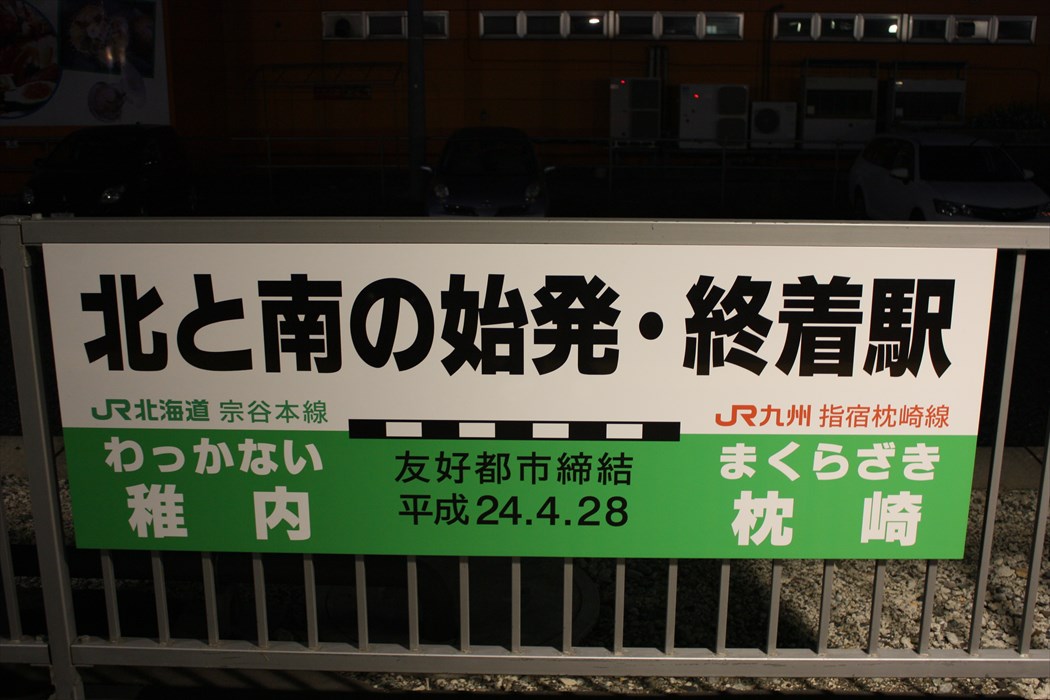 北と南の始発・終着駅
JR北海道 宗谷本線
JR九州 指宿枕崎線
わっかない
稚内
友好都市締結
平成24.4.28
まくらざき
枕崎